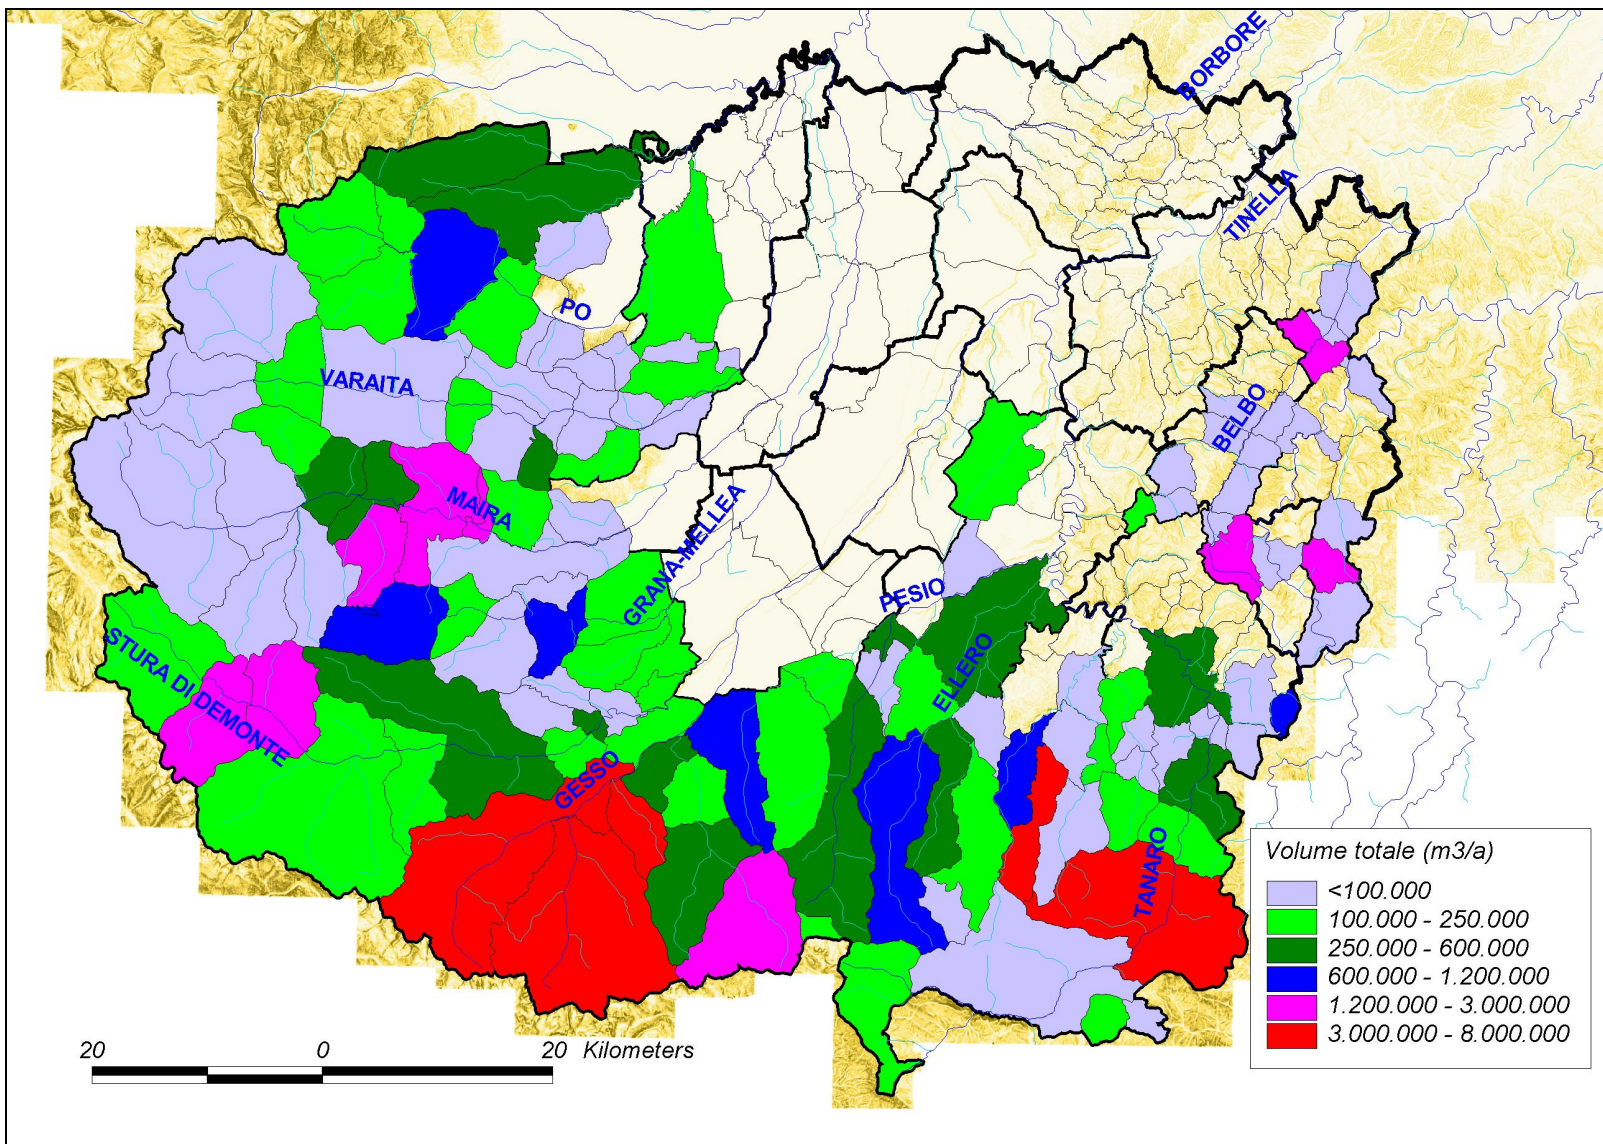 BORBORE
TINELLA
PO
VARAITA
BELBO
MAIRA
GRANA-MELLEA
PESIO
STURA DI DEMONTE
ELLERO
GESSO
TANARO
Volume totale (m3/a)
<100.000
100.000 - 250.000
250.000 - 600.000
600.000 - 1.200.000
1.200.000 - 3.000.000
3.000.000 - 8.000.000
20 0 20 Kilometers